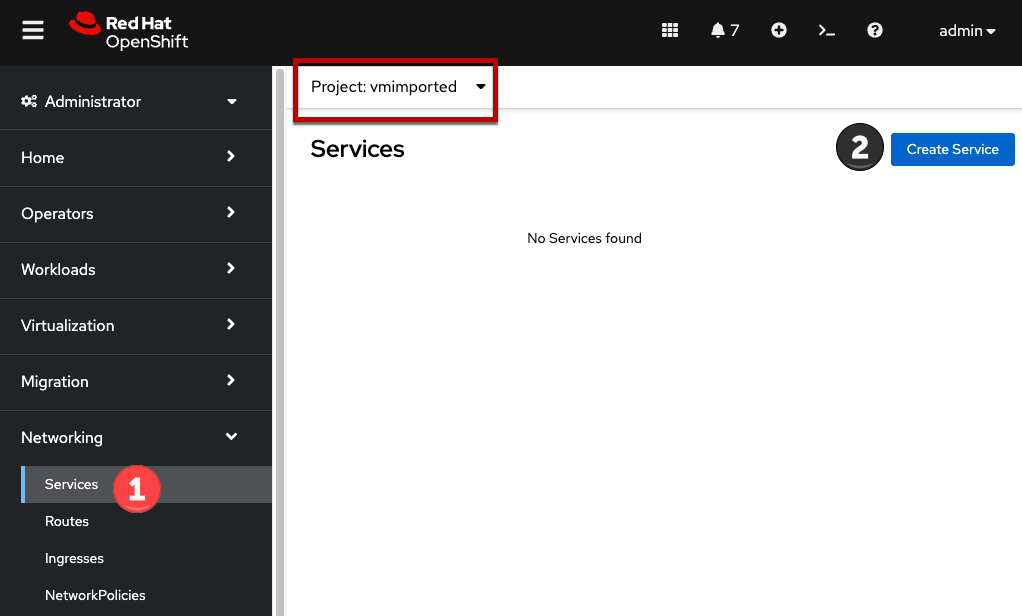 Red Hat
OpenShift
7
admin
Administrator
Project: vmimported
Home
Services
2
Create Service
Operators
No Services found
Workloads
Virtualization
Migration
Networking
Services
1
Routes
Ingresses
NetworkPolicies